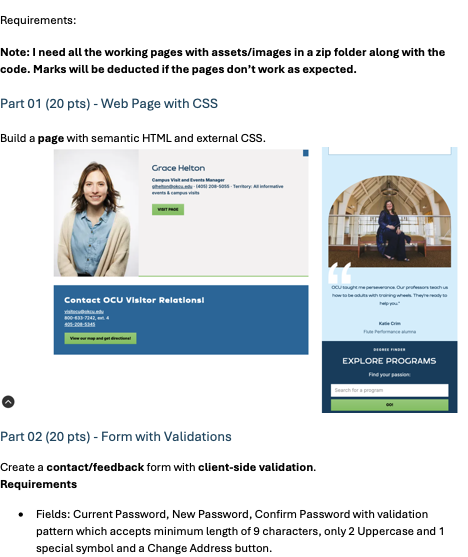 Requirements:
Note: I need all the working pages with assets/images in a zip folder along with the
code. Marks will be deducted if the pages don't work as expected.
Part 01 (20 pts) - Web Page with CSS
Build a page with semantic HTML and external CSS.
Grace Helton
Campus Visit and Events Manager
glhelton@okcu.edu · (405) 208-5055 · Territory: All informative
events & campus visits
VISIT PAGE
Contact OCU Visitor Relations!
visitocu@okcu.edu
800-633-7242, ext. 4
405-208-5345
View our map and get directions!
"
OCU taught me perseverance. Our professors teach us
how to be adults with training wheels. They're ready to
help you."
Katie Crim
Flute Performance alumna
DEGREE FINDER
EXPLORE PROGRAMS
Find your passion:
Search for a program
GO!
Part 02 (20 pts) - Form with Validations
Create a contact/feedback form with client-side validation.
Requirements
• Fields: Current Password, New Password, Confirm Password with validation
pattern which accepts minimum length of 9 characters, only 2 Uppercase and 1
special symbol and a Change Address button.